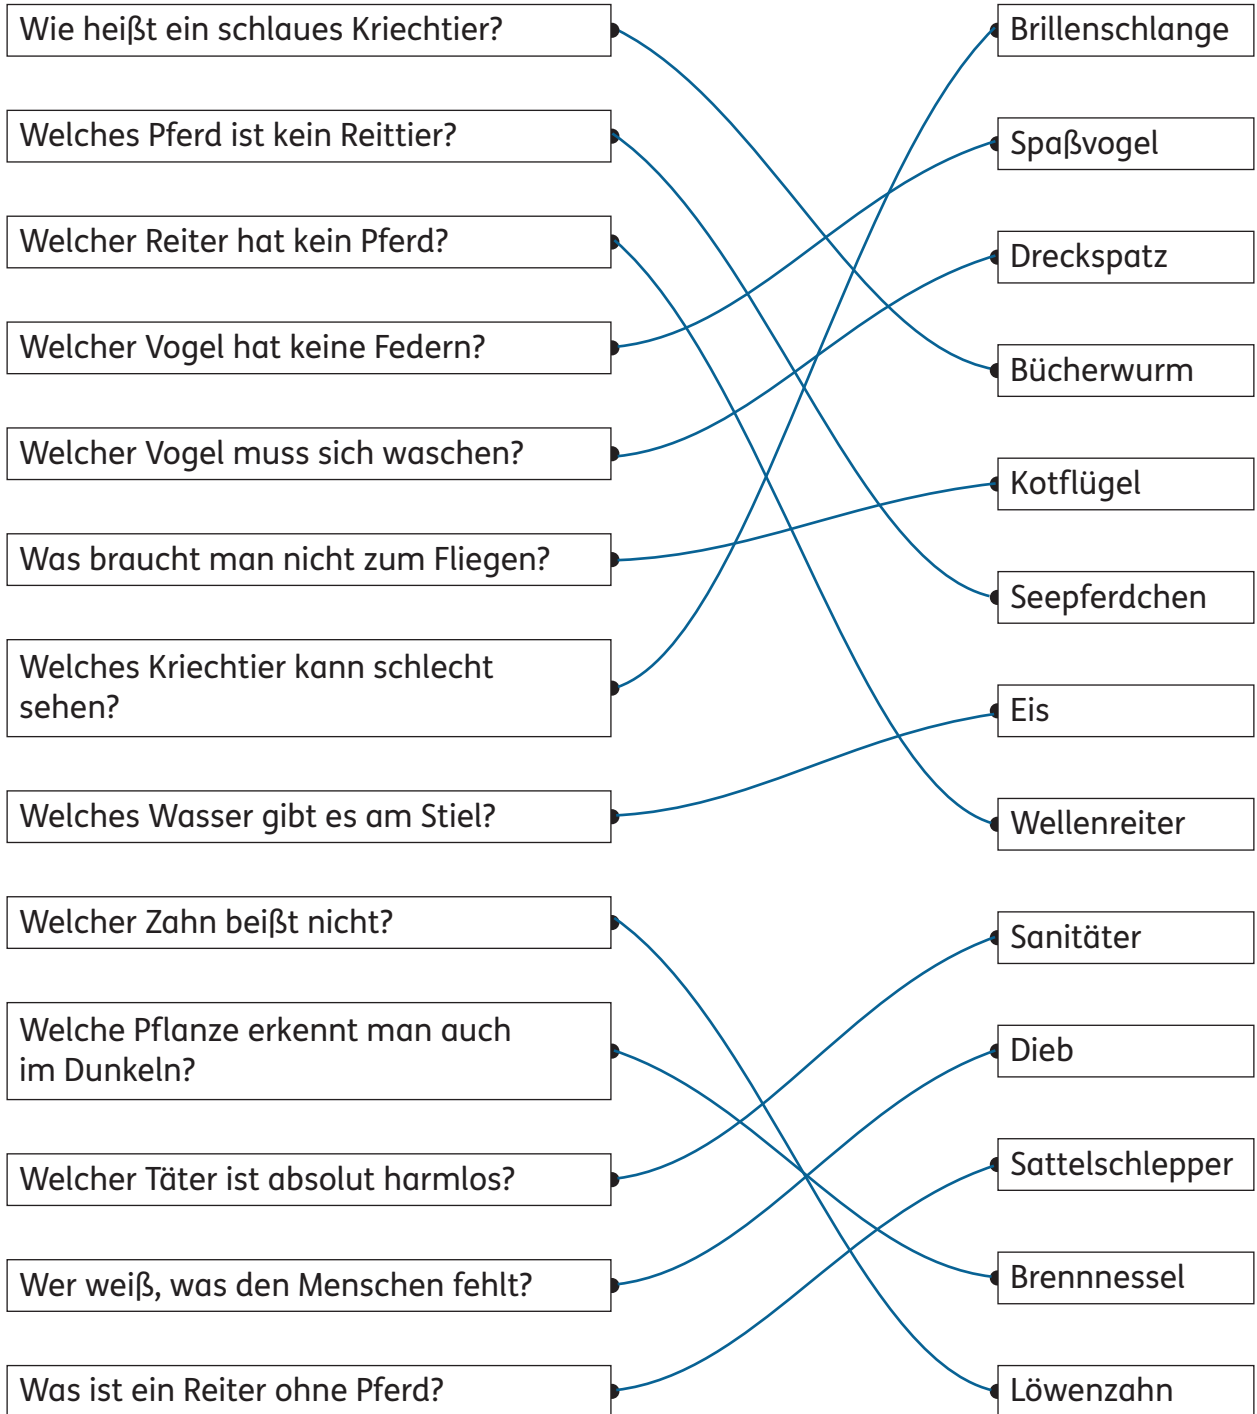 Wie heißt ein schlaues Kriechtier?
Welches Pferd ist kein Reittier?
Welcher Reiter hat kein Pferd?
Welcher Vogel hat keine Federn?
Welcher Vogel muss sich waschen?
Was braucht man nicht zum Fliegen?
Welches Kriechtier kann schlecht
sehen?
Welches Wasser gibt es am Stiel?
Welcher Zahn beißt nicht?
Welche Pflanze erkennt man auch
im Dunkeln?
Welcher Täter ist absolut harmlos?
Wer weiß, was den Menschen fehlt?
Was ist ein Reiter ohne Pferd?
Brillenschlange
Spaßvogel
Dreckspatz
Bücherwurm
Kotflügel
Seepferdchen
Eis
Wellenreiter
Sanitäter
Dieb
Sattelschlepper
Brennnessel
Löwenzahn